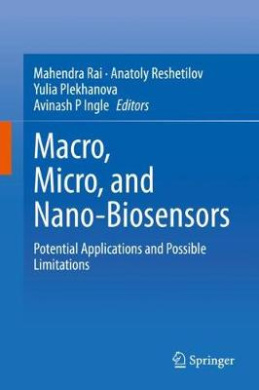 Mahendra Rai · Anatoly Reshetilov
Yulia Plekhanova
Avinash P Ingle Editors
Macro,
Micro, and
Nano-Biosensors
Potential Applications and Possible
Limitations
Springer